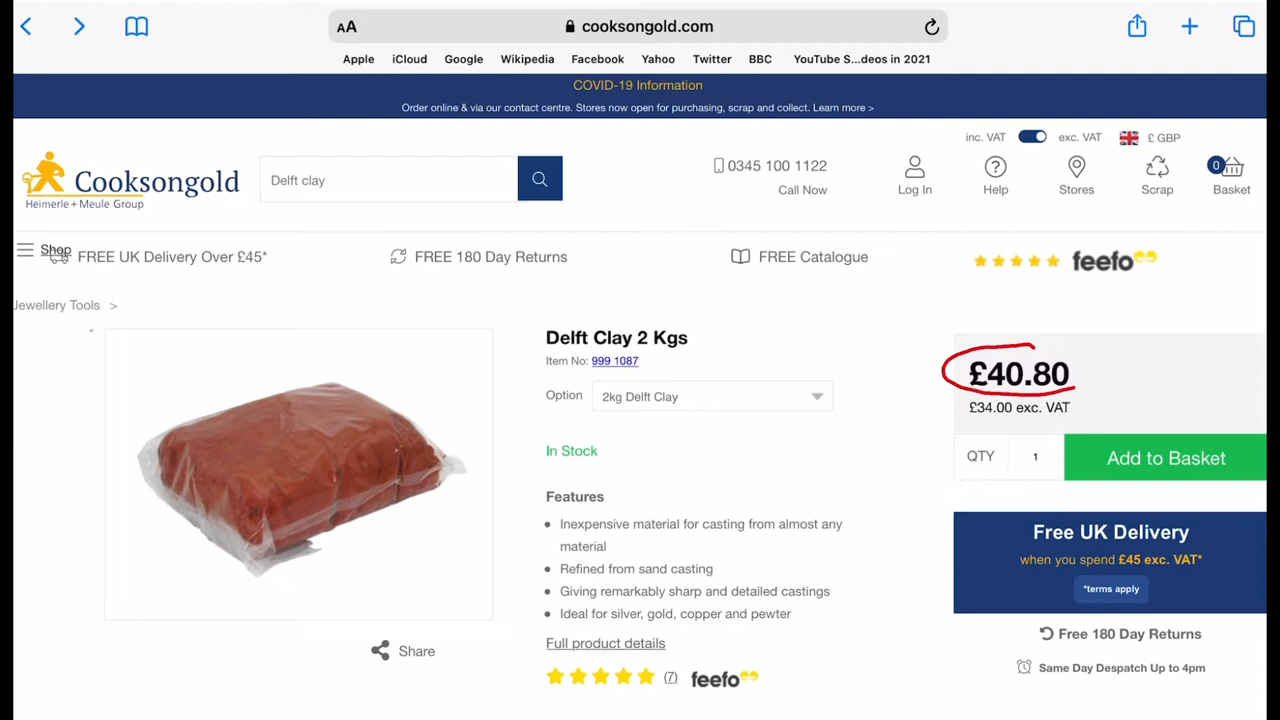 AA
cooksongold.com
Apple iCloud Google Wikipedia Facebook Yahoo Twitter BBC YouTube S...deos in 2021
COVID-19 Information
Order online & via our contact centre. Stores now open for purchasing, scrap and collect. Learn more >
inc. VAT exc. VAT £ GBP
Cooksongold
Heimerle + Meule Group
Delft clay
0345 100 1122
Call Now
Log In
Help
Stores
Scrap
0
Basket
Shop
FREE UK Delivery Over £45*
FREE 180 Day Returns
FREE Catalogue
feefo
Jewellery Tools >
Delft Clay 2 Kgs
Item No: 999 1087
Option 2kg Delft Clay
In Stock
Features
Inexpensive material for casting from almost any
material
Refined from sand casting
Giving remarkably sharp and detailed castings
Ideal for silver, gold, copper and pewter
Full product details
(7) feefo
Share
£40.80
£34.00 exc. VAT
QTY 1 Add to Basket
Free UK Delivery
when you spend £45 exc. VAT*
*terms apply
Free 180 Day Returns
Same Day Despatch Up to 4pm